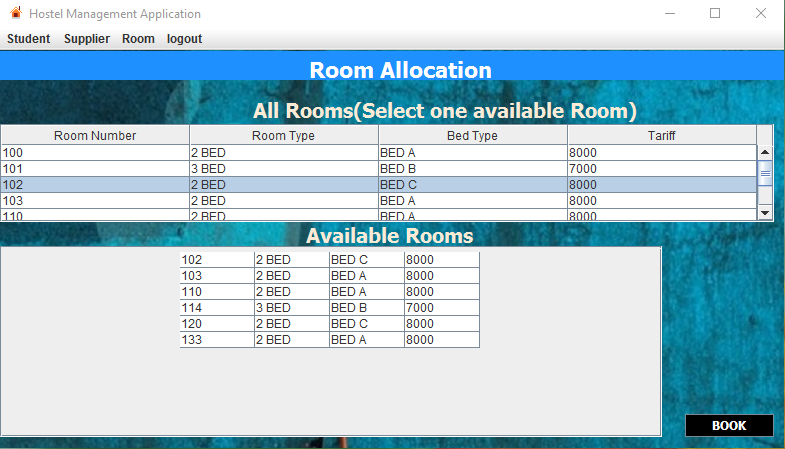 Hostel Management Application
Student Supplier Room logout
Room Allocation
All Rooms(Select one available Room)
Room Number Room Type Bed Type Tariff
100 2 BED BED A 8000
101 3 BED BED B 7000
102 2 BED BED C 8000
103 2 BED BED A 8000
110 2 BED BED A 8000
Available Rooms
102 2 BED BED C 8000
103 2 BED BED A 8000
110 2 BED BED A 8000
114 3 BED BED B 7000
120 2 BED BED C 8000
133 2 BED BED A 8000
BOOK